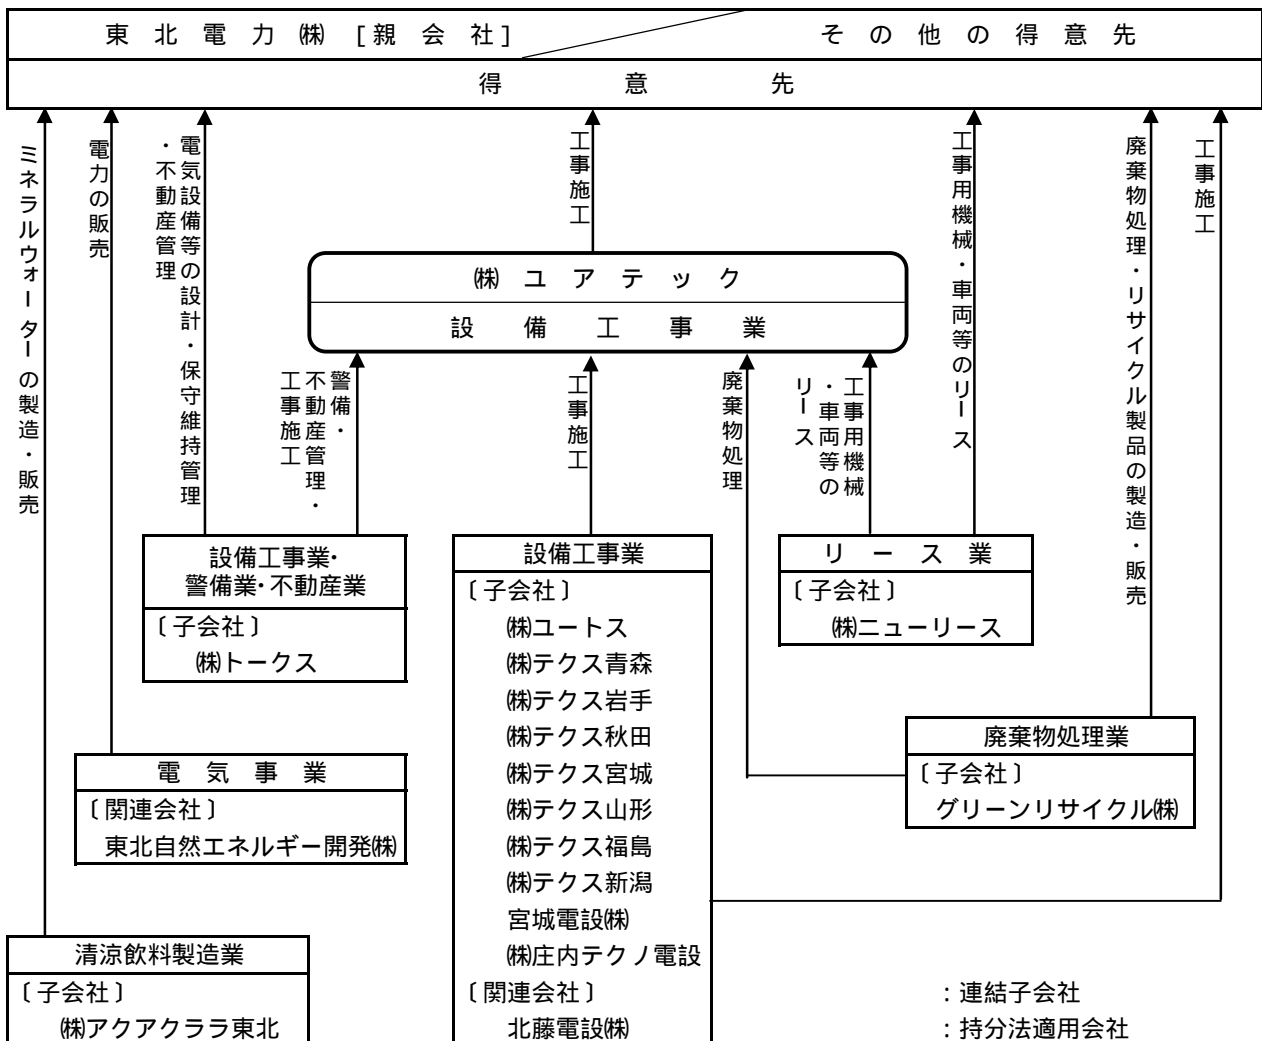 東北電力㈱［親会社］
その他の得意先
得意先
ミネラルウォーターの製造・販売
電力の販売
電気設備等の設計・保守維持管理
・不動産管理
工事施工
工事用機械・車両等のリース
廃棄物処理・リサイクル製品の製造・販売
工事施工
㈱ユアテック
設備工事業
警備・
不動産管理・
工事施工
工事施工
廃棄物処理
工事用機械
・車両等の
リース
設備工事業・
警備業・不動産業
〔子会社〕
㈱トークス
設備工事業
〔子会社〕
㈱ユートス
㈱テクス青森
㈱テクス岩手
㈱テクス秋田
㈱テクス宮城
㈱テクス山形
㈱テクス福島
㈱テクス新潟
宮城電設㈱
㈱庄内テクノ電設
〔関連会社〕
北藤電設㈱
リース業
〔子会社〕
㈱ニューリース
廃棄物処理業
〔子会社〕
グリーンリサイクル㈱
電気事業
〔関連会社〕
東北自然エネルギー開発㈱
清涼飲料製造業
〔子会社〕
㈱アクアクララ東北
：連結子会社
：持分法適用会社